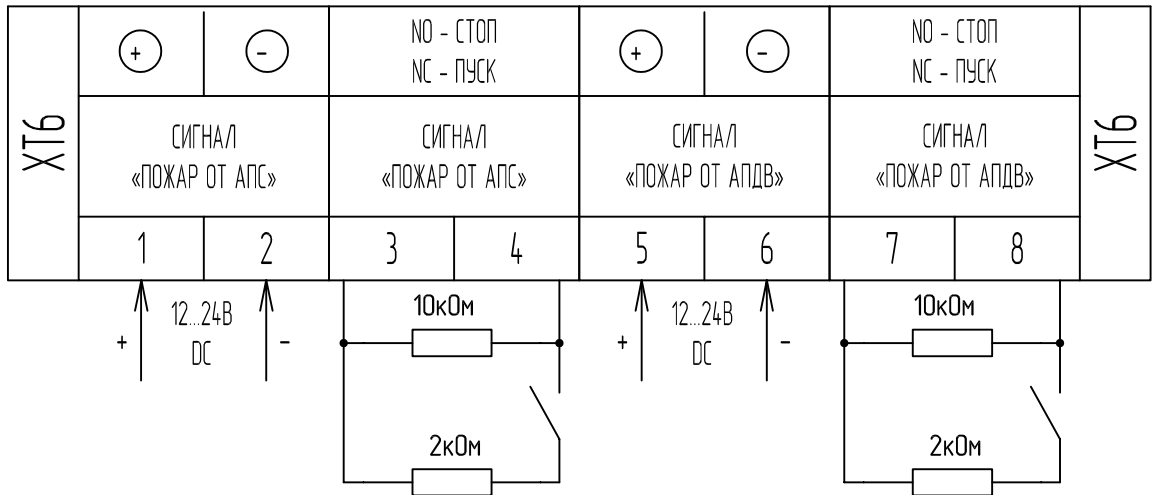 ХТ6
+
-
NO - СТОП
NC - ПУСК
+
-
NO - СТОП
NC - ПУСК
ХТ6
СИГНАЛ
«ПОЖАР ОТ АПС»
СИГНАЛ
«ПОЖАР ОТ АПС»
СИГНАЛ
«ПОЖАР ОТ АПДВ»
СИГНАЛ
«ПОЖАР ОТ АПДВ»
1
2
3
4
5
6
7
8
+
12...24В
DC
-
10кОм
2кОм
+
12...24В
DC
-
10кОм
2кОм